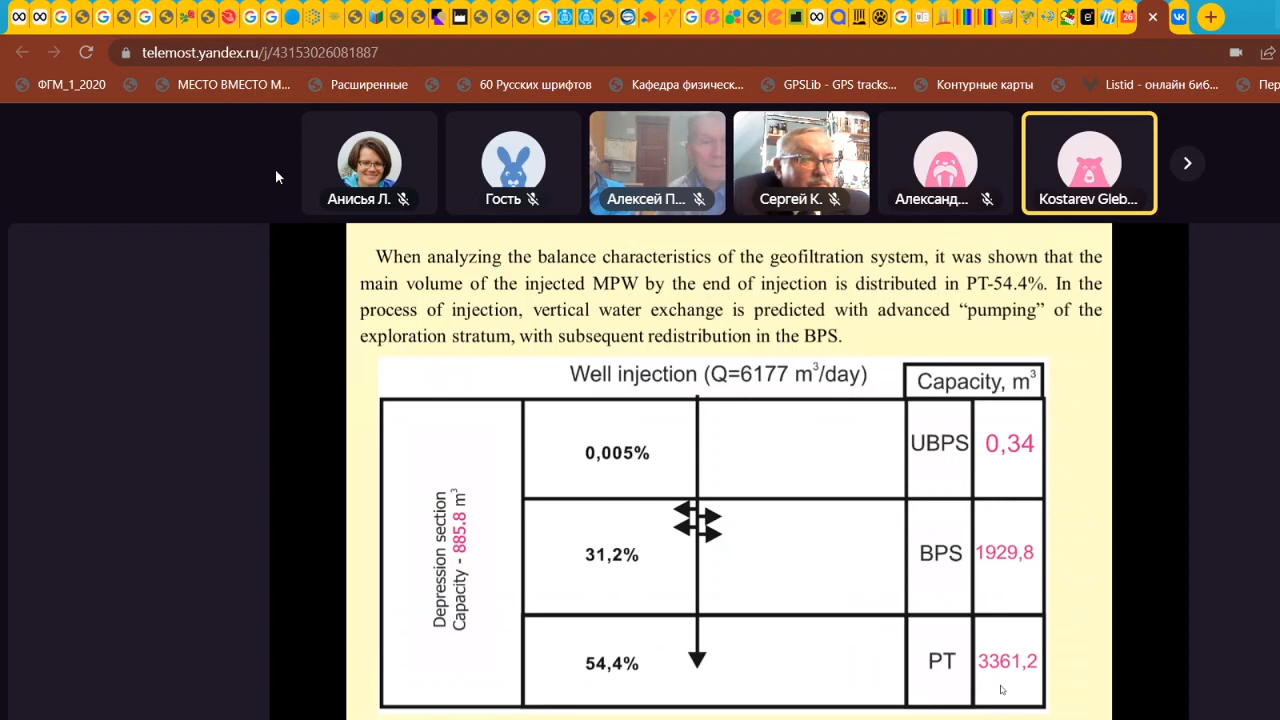 telemost.yandex.ru/j/43153026081887
ФГМ_1_2020
МЕСТО ВМЕСТО М...
Расширенные
60 Русских шрифтов
Кафедра физическ...
GPSLib - GPS tracks...
Контурные карты
Listid - онлайн биб...
Пер
Анисья Л.
Гость
Алексей П...
Сергей К.
Александ...
Kostarev Gleb...
When analyzing the balance characteristics of the geofiltration system, it was shown that the
main volume of the injected MPW by the end of injection is distributed in PT-54.4%. In the
process of injection, vertical water exchange is predicted with advanced “pumping” of the
exploration stratum, with subsequent redistribution in the BPS.
Well injection (Q=6177 m³/day)
Capacity, m³
0,005%
UBPS
0,34
Depression section
Capacity - 885.8 m³
31,2%
BPS
1929,8
54,4%
PT
3361,2